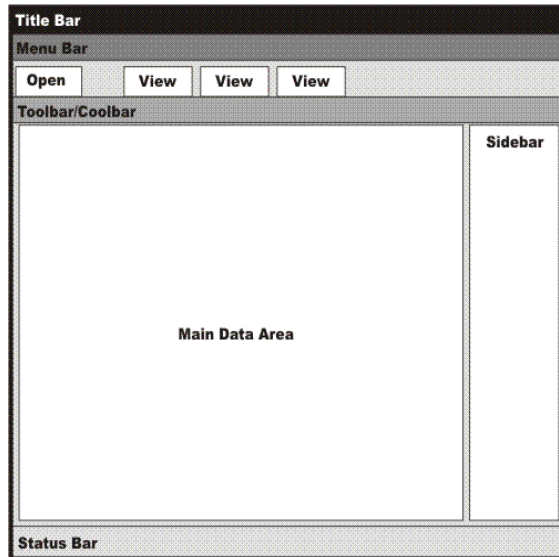 Title Bar
Menu Bar
Open View View View
Toolbar/Coolbar
Sidebar
Main Data Area
Status Bar